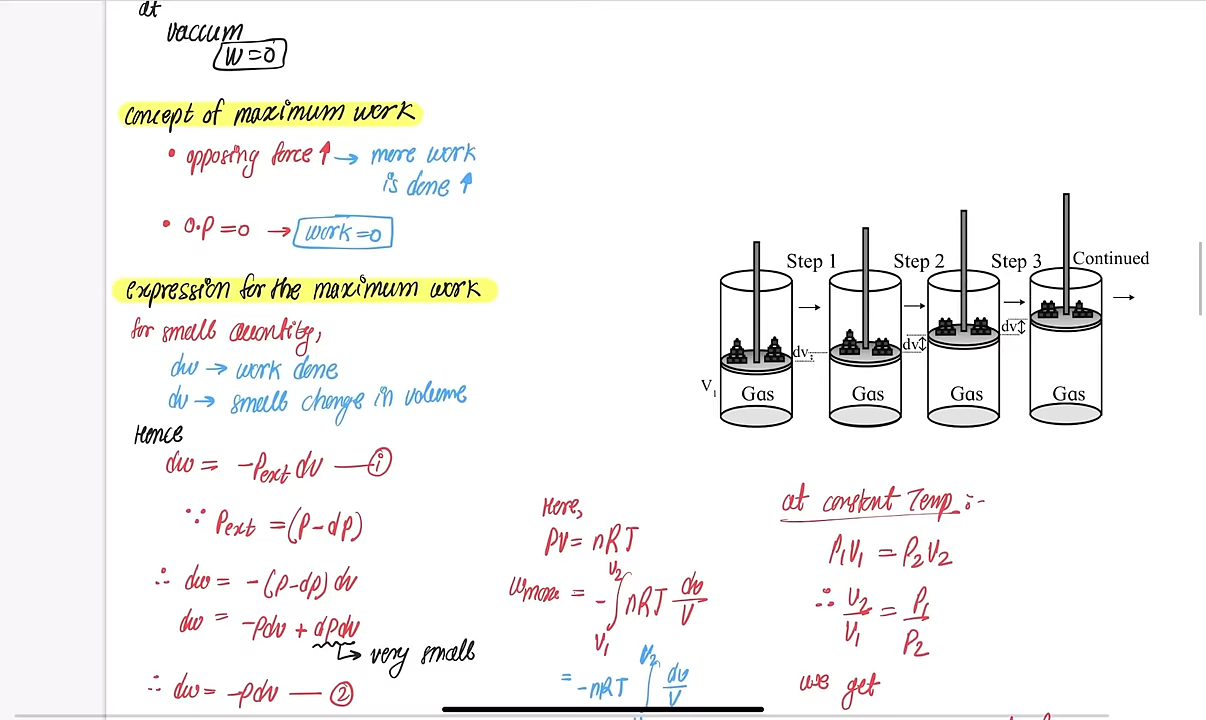 at
vaccum
W = 0
concept of maximum work
• opposing force ↑ → more work
is done ↑
• O.P = 0 → work = 0
expression for the maximum work
for small quantity,
dw → work done
dv → small change in volume
Hence
dw = -Pext dv — ①
∵ Pext = (P - dP)
∴ dw = -(P - dp) dv
dw = -Pdv + dpdv
↳ very small
∴ dw = -Pdv — ②
Step 1
Step 2
Step 3
Continued
→
→
→
→
dv
dv
dv
V1
Gas
Gas
Gas
Gas
Here,
PV = nRT
Wmax = -∫ nRT dv/V
V2
V1
= -nRT ∫ dv/V
V2
at constant Temp :-
P1V1 = P2V2
∴ V2/V1 = P1/P2
we get